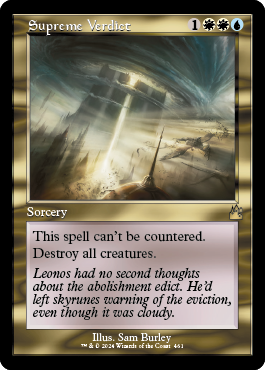 Supreme Verdict 1
Sorcery
This spell can't be countered.
Destroy all creatures.
Leonos had no second thoughts
about the abolishment edict. He'd
left skyrunes warning of the eviction,
even though it was cloudy.
Illus. Sam Burley
™ & © 2024 Wizards of the Coast 461